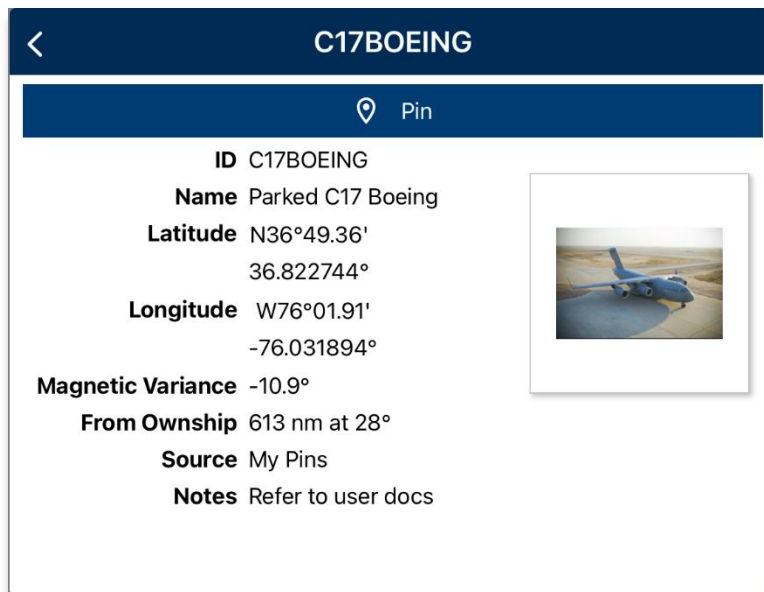 C17BOEING
Pin
ID C17BOEING
Name Parked C17 Boeing
Latitude N36°49.36'
36.822744°
Longitude W76°01.91'
-76.031894°
Magnetic Variance -10.9°
From Ownship 613 nm at 28°
Source My Pins
Notes Refer to user docs